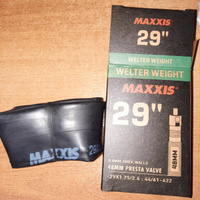 MAXXIS
29"
WELTER WEIGHT
WELTER WEIGHT
MAXXIS
29"
48MM
48MM PRESTA VALVE
29X1.75/2.4 - 44/61-622
MAXXIS